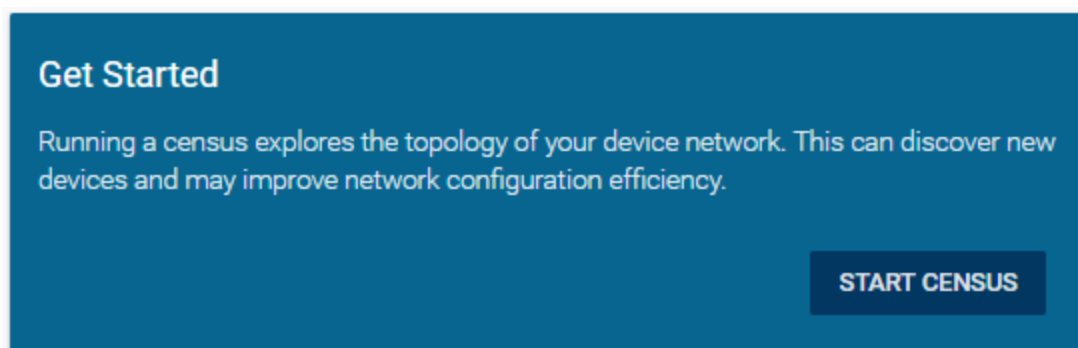 Get Started
Running a census explores the topology of your device network. This can discover new
devices and may improve network configuration efficiency.
START CENSUS